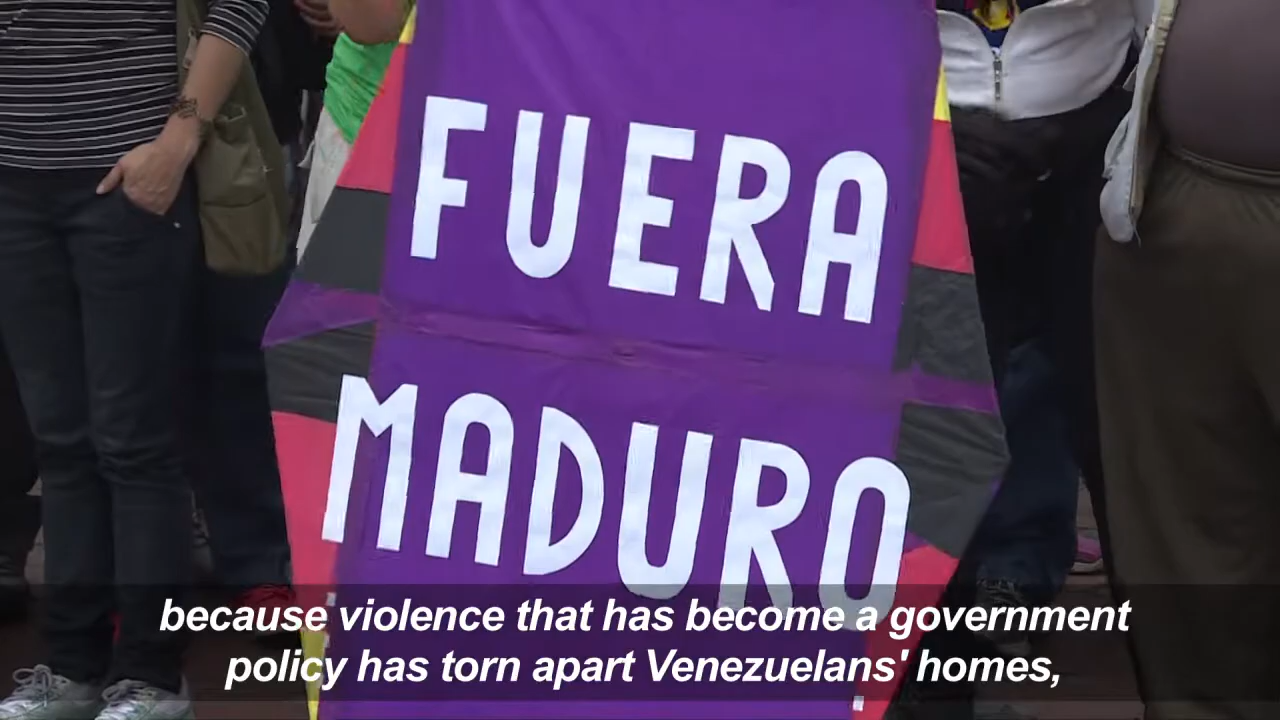 FUERA
MADURO
because violence that has become a government
policy has torn apart Venezuelans' homes,